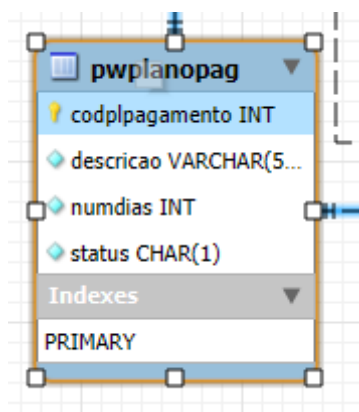 pwplanopag
codplpagamento INT
descricao VARCHAR(5...
numdias INT
status CHAR(1)
Indexes
PRIMARY